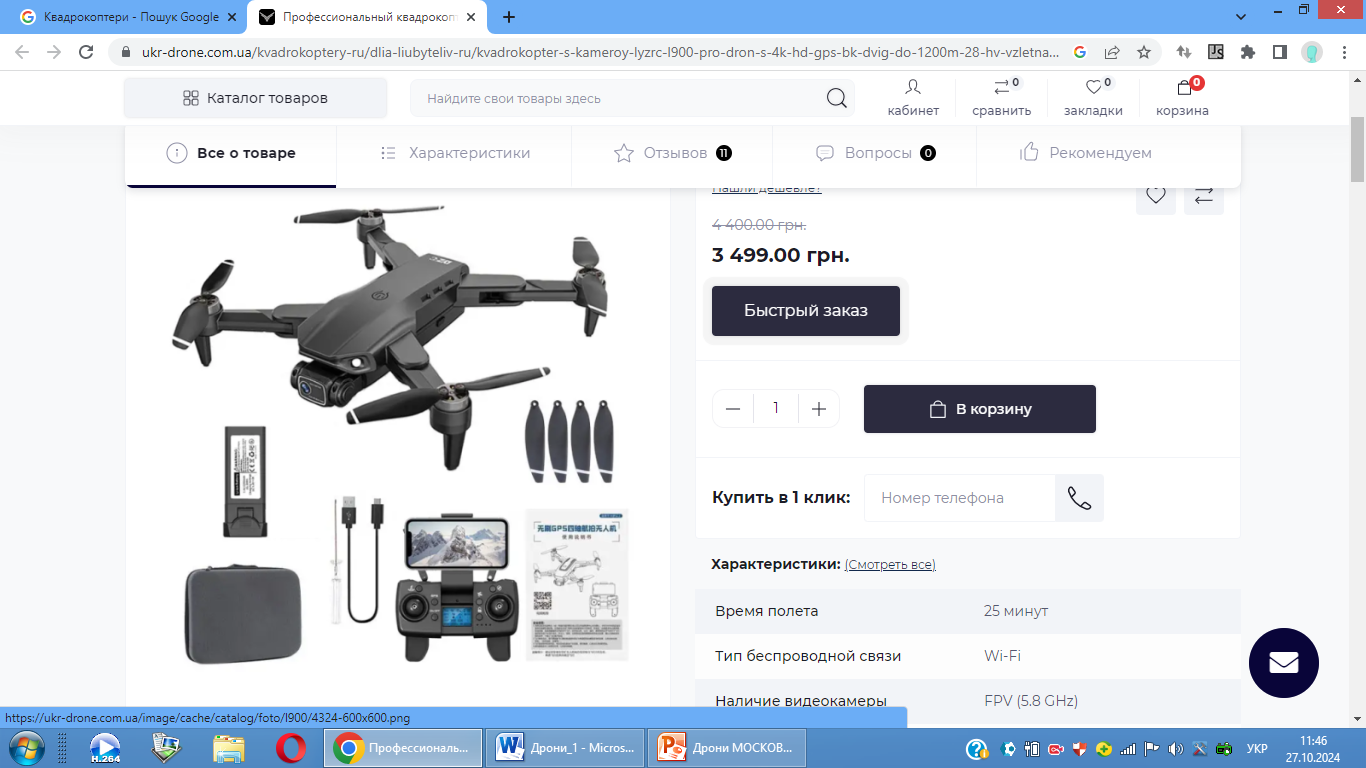 Квадрокоптери - Пошук Google
Профессиональный квадрокопт
ukr-drone.com.ua/kvadrokoptery-ru/dlia-liubyteliv-ru/kvadrokopter-s-kameroy-lyzrc-l900-pro-dron-s-4k-hd-gps-bk-dvig-do-1200m-28-hv-vzletna...
Каталог товаров
Найдите свои товары здесь
кабинет
0
сравнить
0
закладки
0
корзина
Все о товаре
Характеристики
Отзывов 11
Вопросы 0
Рекомендуем
Нашли дешевле?
4 400.00 грн.
3 499.00 грн.
Быстрый заказ
1
В корзину
Купить в 1 клик:
Номер телефона
Характеристики: (Смотреть все)
Время полета 25 минут
Тип беспроводной связи Wi-Fi
Наличие видеокамеры FPV (5.8 GHz)
https://ukr-drone.com.ua/image/cache/catalog/foto/l900/4324-600x600.png
H.264
Профессиональ...
Дрони_1 - Micros...
Дрони МОСКОВ...
УКР
11:46
27.10.2024